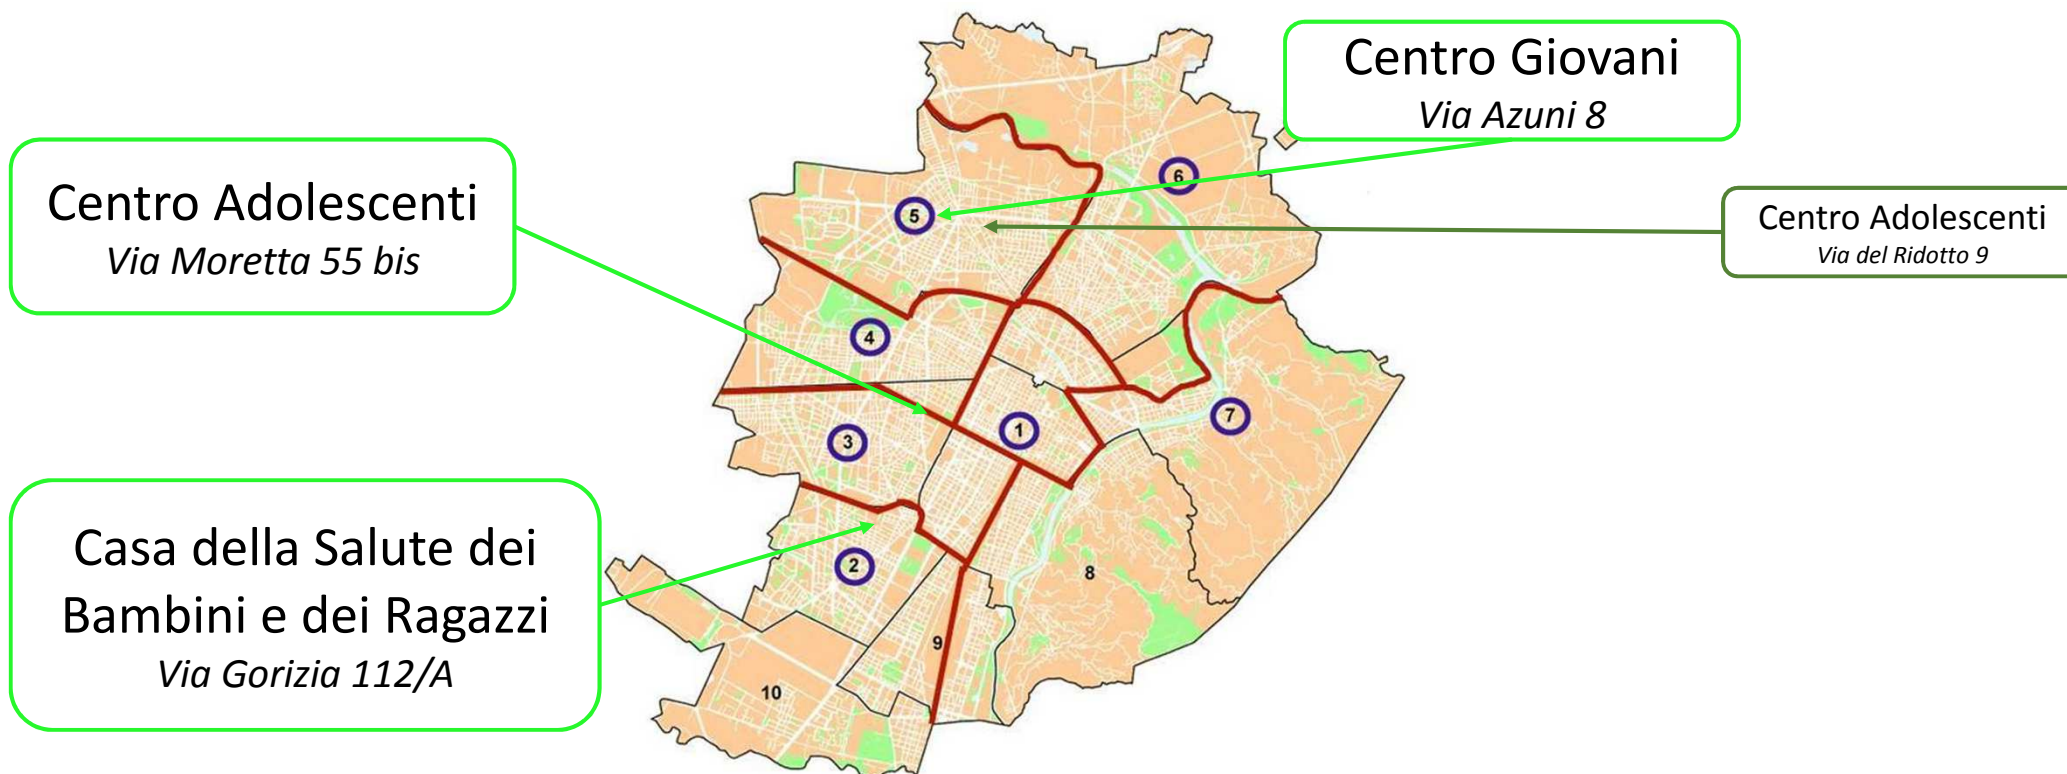 Centro Giovani
Via Azuni 8
Centro Adolescenti
Via Moretta 55 bis
Centro Adolescenti
Via del Ridotto 9
Casa della Salute dei
Bambini e dei Ragazzi
Via Gorizia 112/A
6
5
4
7
1
3
2
8
9
10